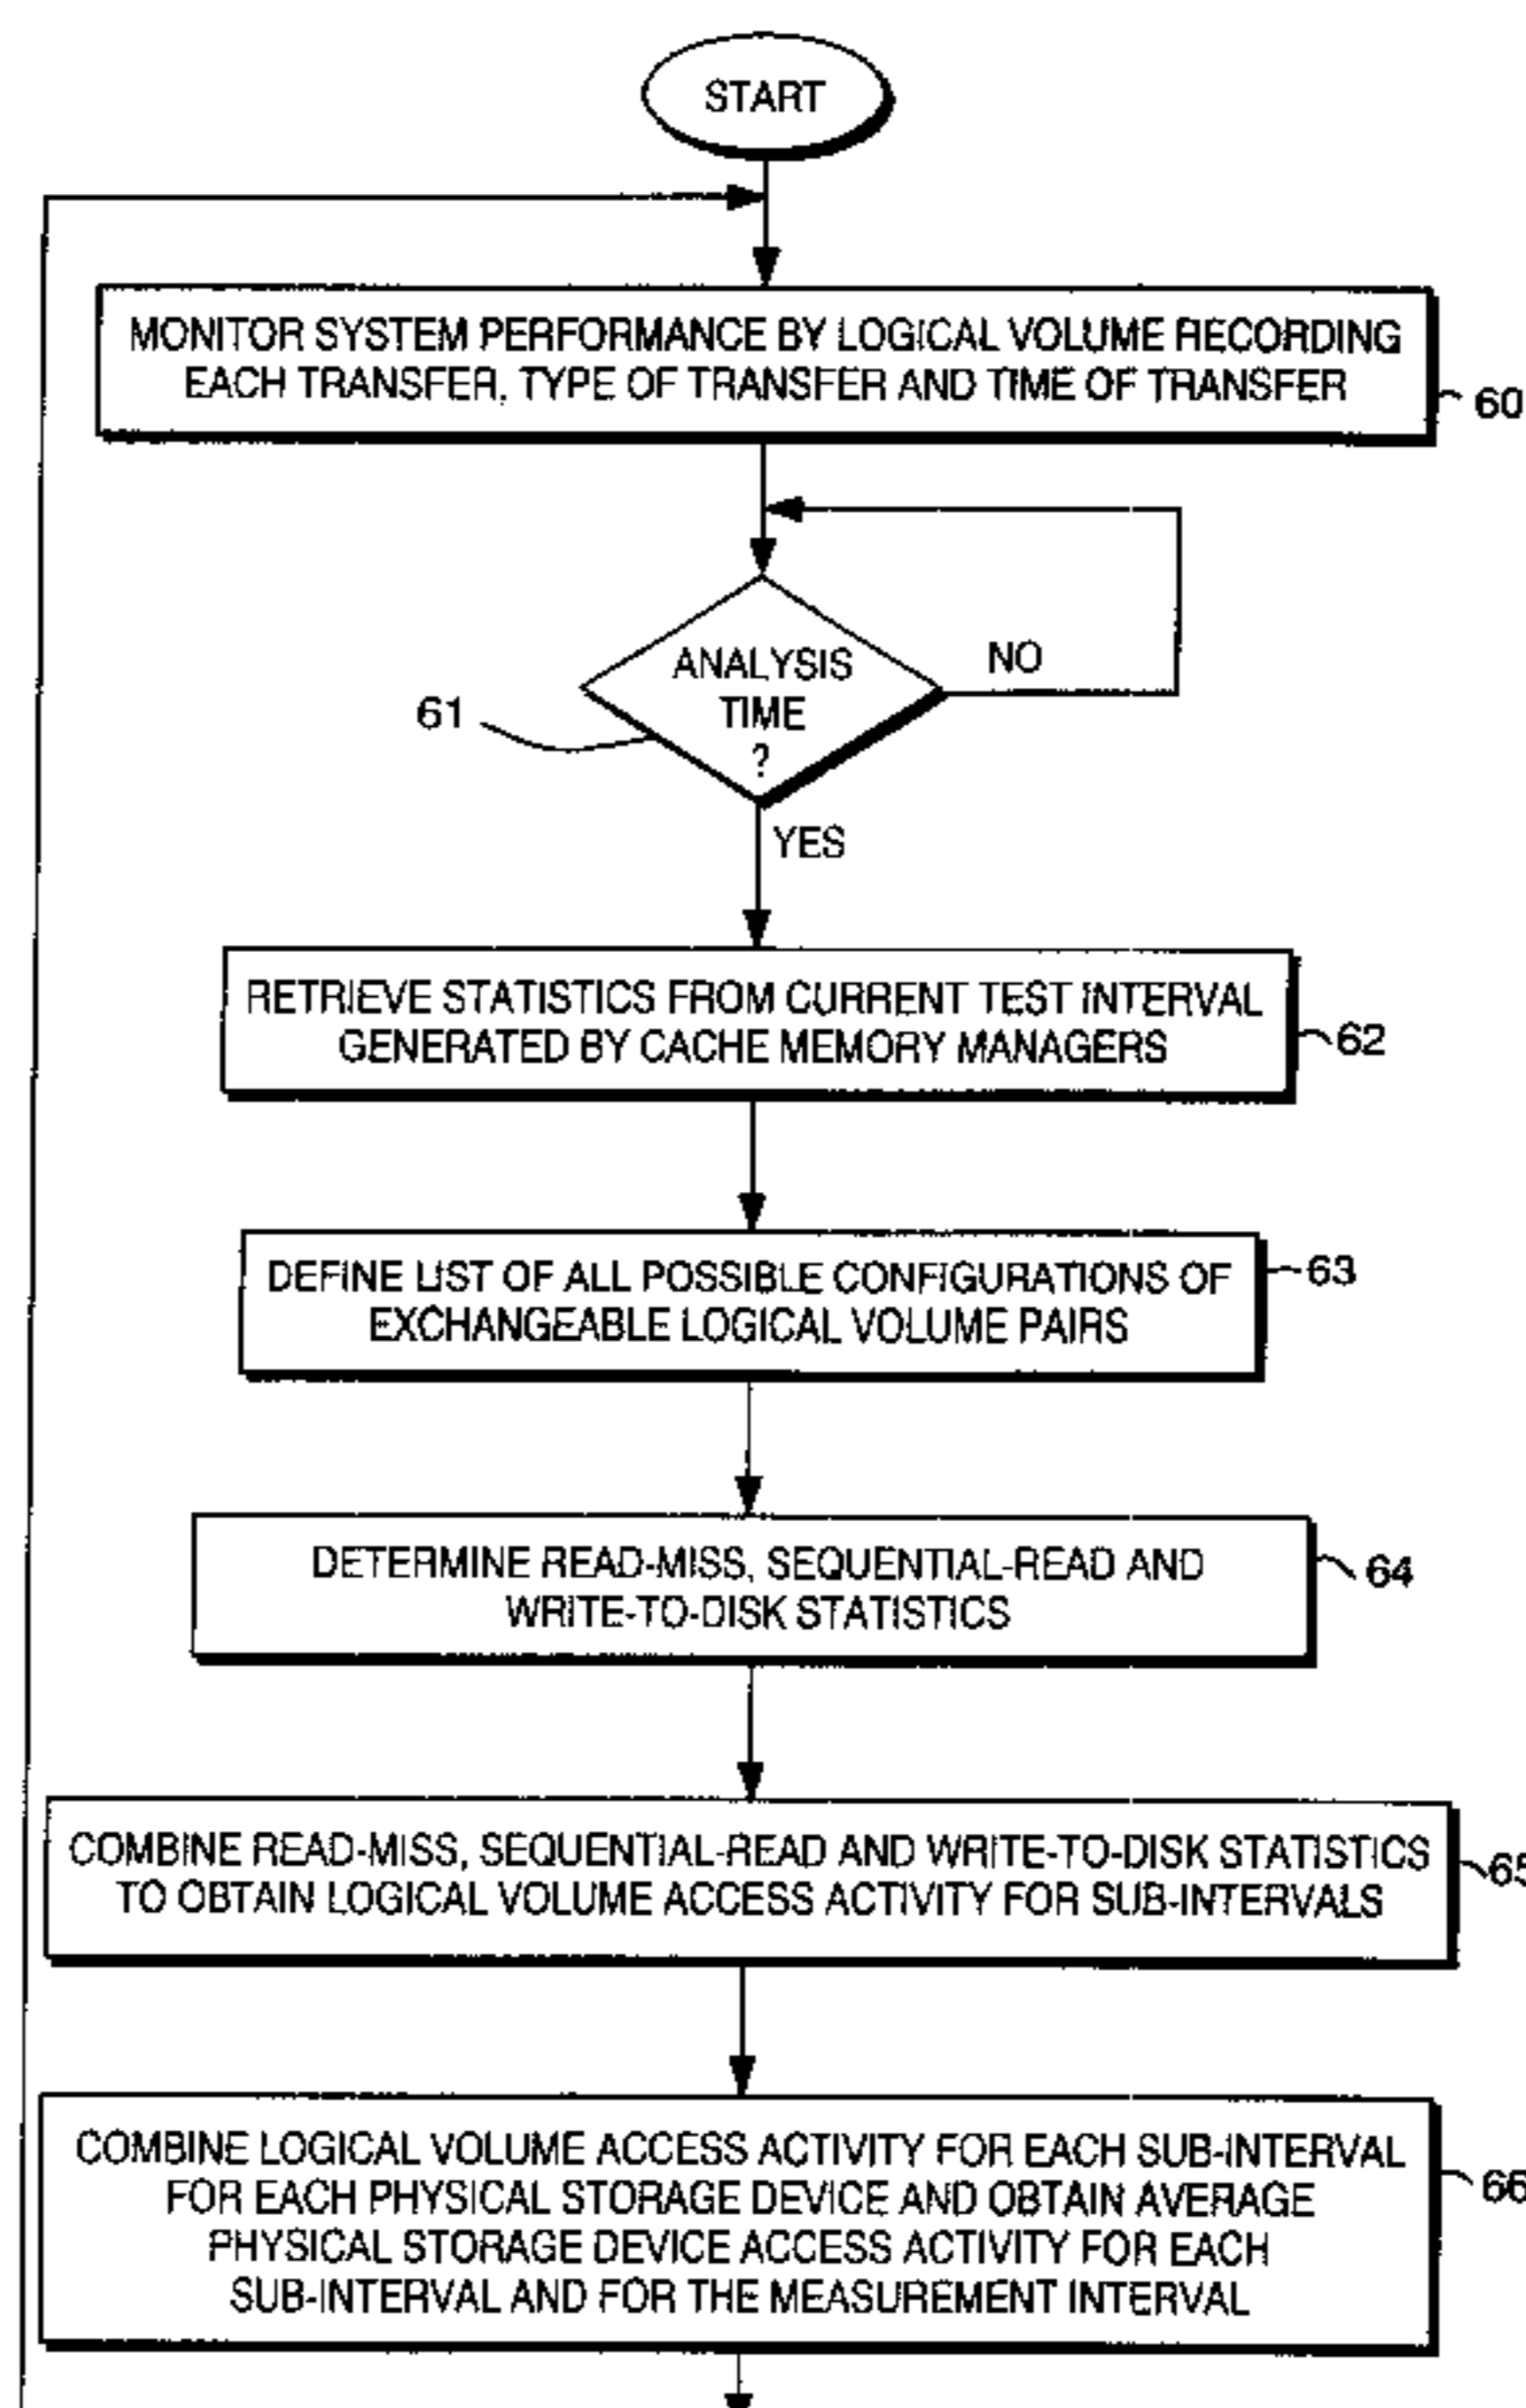 START
MONITOR SYSTEM PERFORMANCE BY LOGICAL VOLUME RECORDING
EACH TRANSFER, TYPE OF TRANSFER AND TIME OF TRANSFER
60
ANALYSIS
TIME
?
NO
61
YES
RETRIEVE STATISTICS FROM CURRENT TEST INTERVAL
GENERATED BY CACHE MEMORY MANAGERS
62
DEFINE LIST OF ALL POSSIBLE CONFIGURATIONS OF
EXCHANGEABLE LOGICAL VOLUME PAIRS
63
DETERMINE READ-MISS, SEQUENTIAL-READ AND
WRITE-TO-DISK STATISTICS
64
COMBINE READ-MISS, SEQUENTIAL-READ AND WRITE-TO-DISK STATISTICS
TO OBTAIN LOGICAL VOLUME ACCESS ACTIVITY FOR SUB-INTERVALS
65
COMBINE LOGICAL VOLUME ACCESS ACTIVITY FOR EACH SUB-INTERVAL
FOR EACH PHYSICAL STORAGE DEVICE AND OBTAIN AVERAGE
PHYSICAL STORAGE DEVICE ACCESS ACTIVITY FOR EACH
SUB-INTERVAL AND FOR THE MEASUREMENT INTERVAL
66